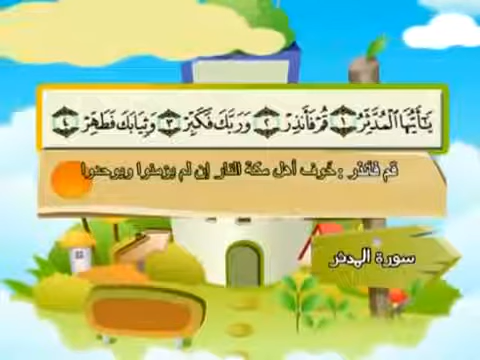 يَـٰٓأَيُّهَا ٱلْمُدَّثِّرُ ١ قُمْ فَأَنذِرْ ٢ وَرَبَّكَ فَكَبِّرْ ٣ وَثِيَابَكَ فَطَهِّرْ ٤
قم فأنذر : خوف أهل مكة النار إن لم يؤمنوا ويوحدوا
سورة المدثر